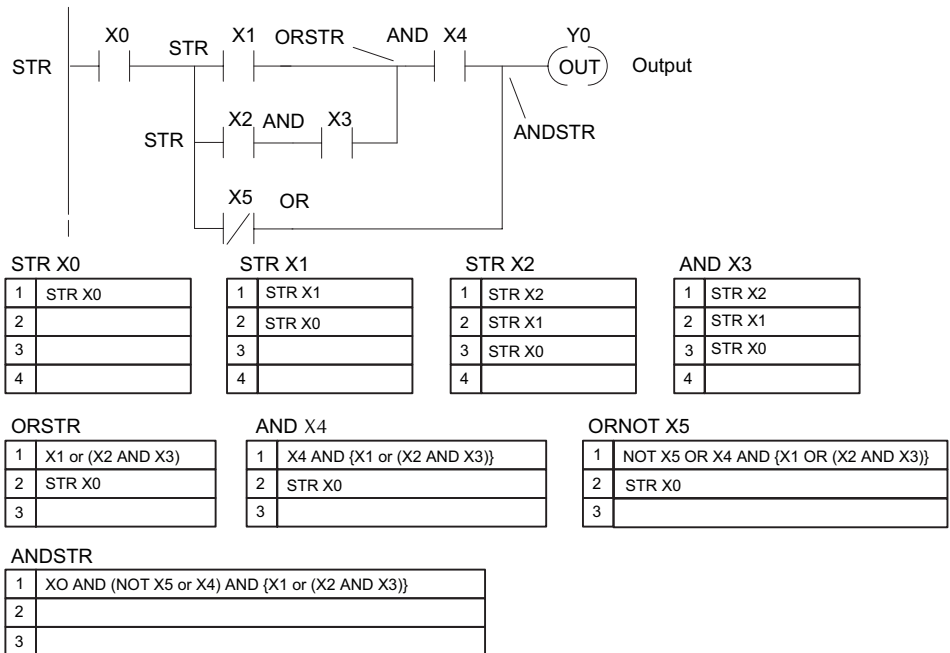 X0 STR X1 ORSTR AND X4 Y0
STR OUT Output
X2 AND X3
STR ANDSTR
X5 OR
STR X0
1 STR X0
2
3
4
STR X1
1 STR X1
2 STR X0
3
4
STR X2
1 STR X2
2 STR X1
3 STR X0
4
AND X3
1 STR X2
2 STR X1
3 STR X0
4
ORSTR
1 X1 or (X2 AND X3)
2 STR X0
3
AND X4
1 X4 AND {X1 or (X2 AND X3)}
2 STR X0
3
ORNOT X5
1 NOT X5 OR X4 AND {X1 OR (X2 AND X3)}
2 STR X0
3
ANDSTR
1 XO AND (NOT X5 or X4) AND {X1 or (X2 AND X3)}
2
3